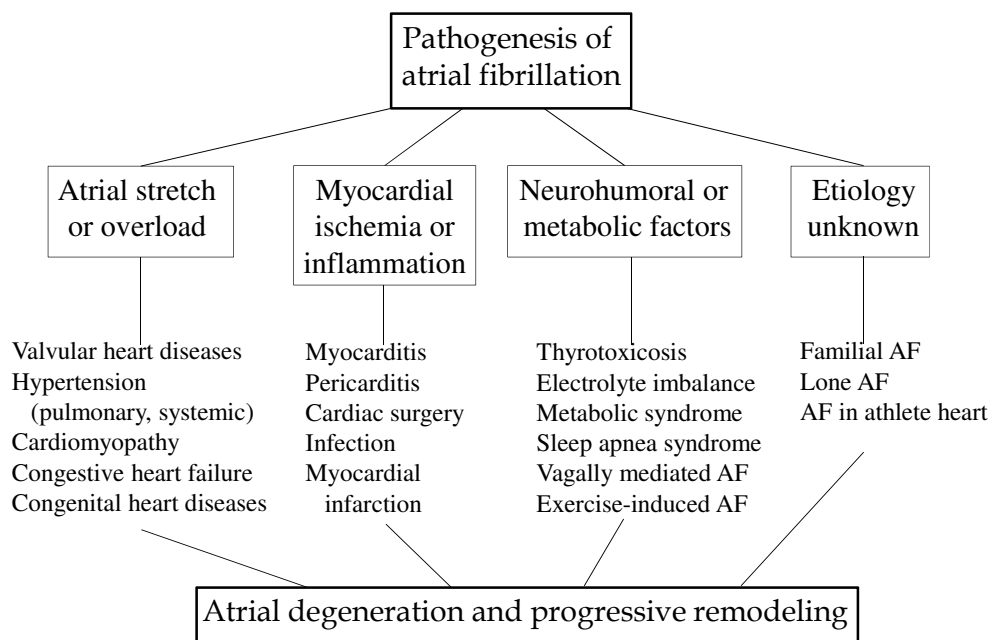 Pathogenesis of
atrial fibrillation
Atrial stretch
or overload
Myocardial
ischemia or
inflammation
Neurohumoral or
metabolic factors
Etiology
unknown
Valvular heart diseases
Hypertension
(pulmonary, systemic)
Cardiomyopathy
Congestive heart failure
Congenital heart diseases
Myocarditis
Pericarditis
Cardiac surgery
Infection
Myocardial
infarction
Thyrotoxicosis
Electrolyte imbalance
Metabolic syndrome
Sleep apnea syndrome
Vagally mediated AF
Exercise-induced AF
Familial AF
Lone AF
AF in athlete heart
Atrial degeneration and progressive remodeling